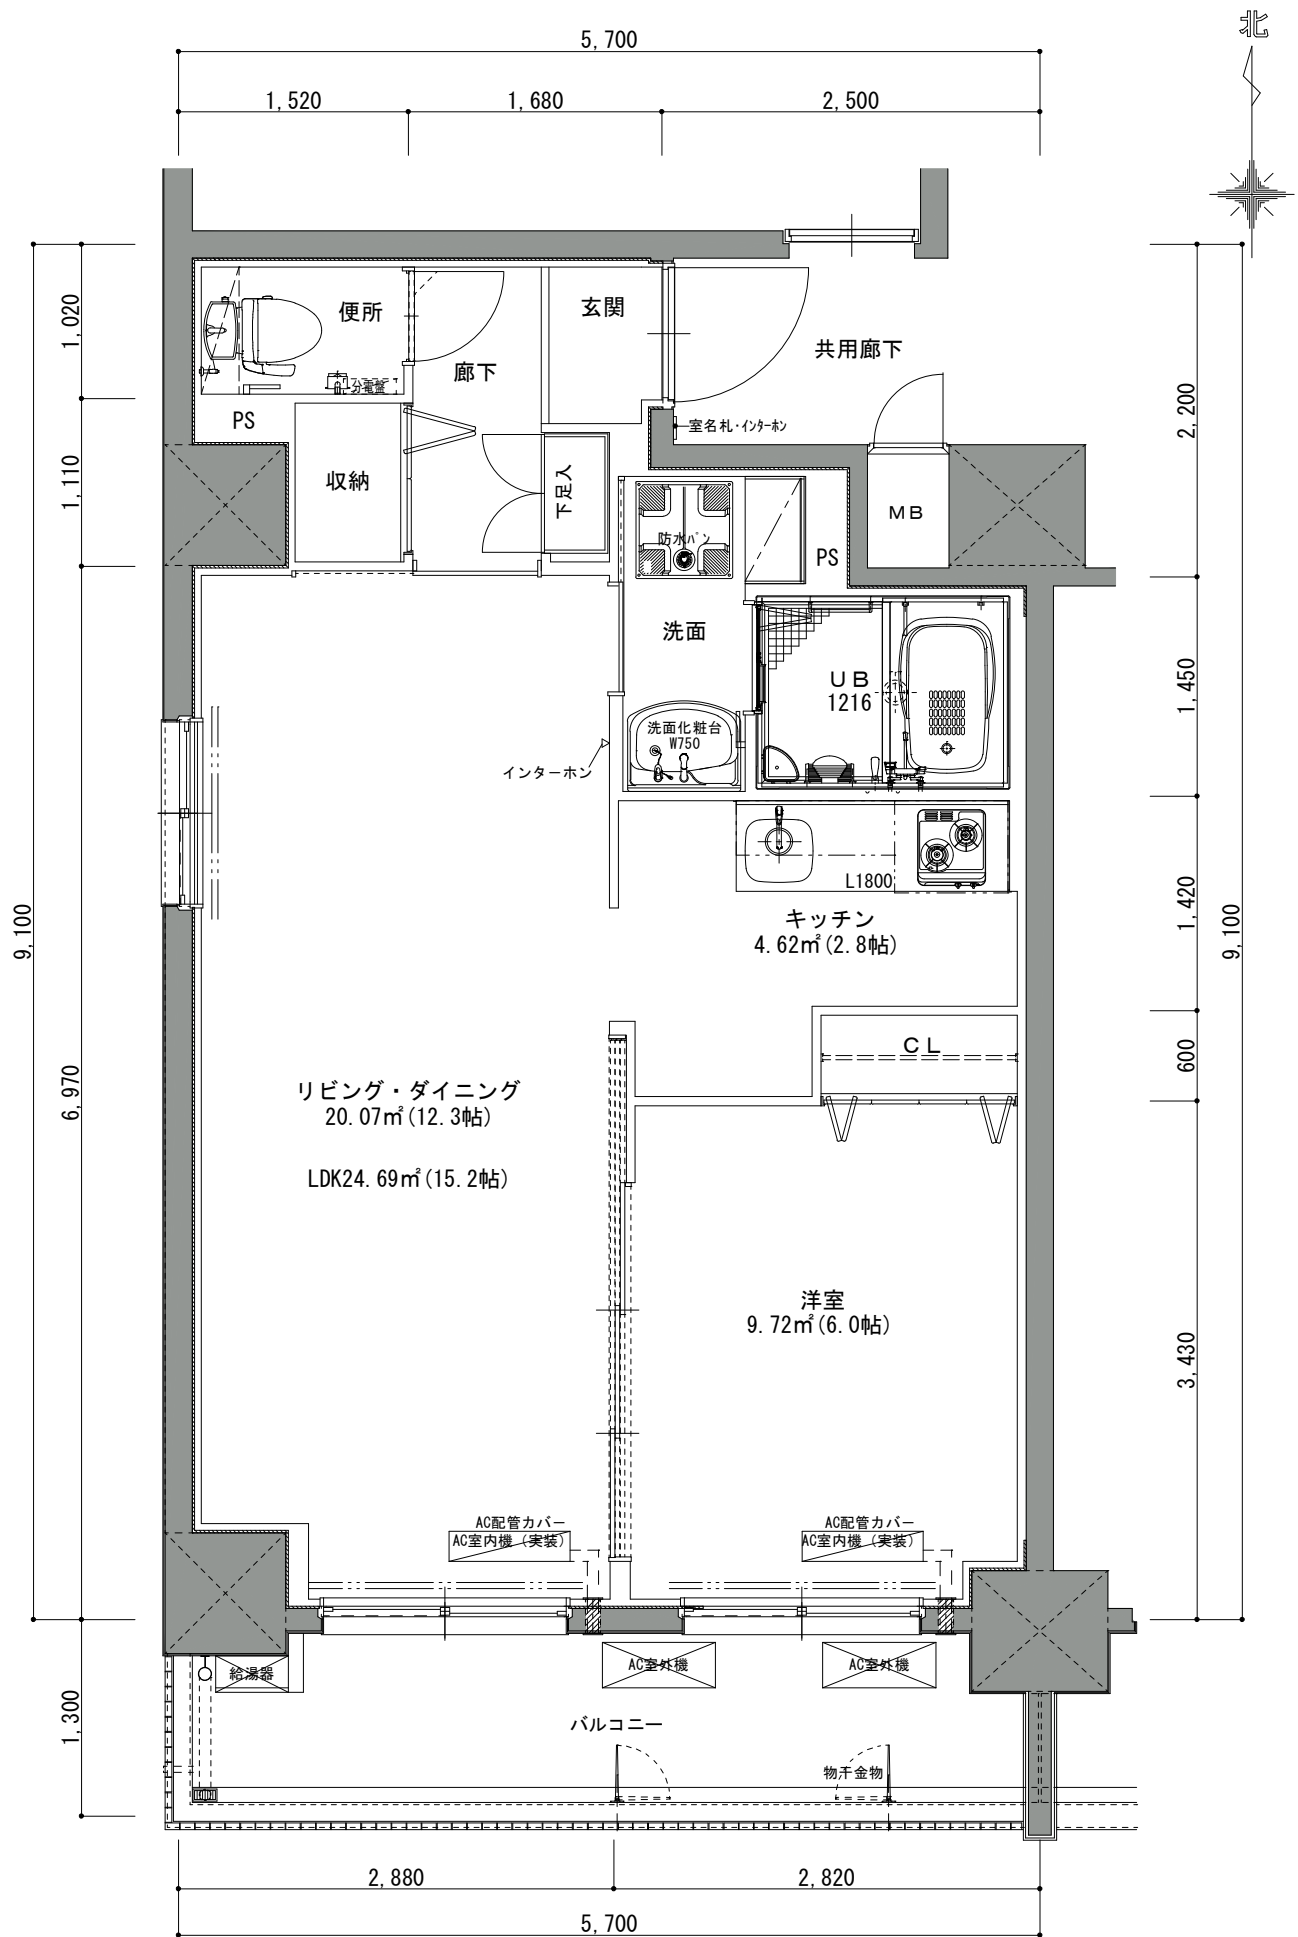 北
5,700
1,520
1,680
2,500
便所
玄関
共用廊下
廊下
分電盤
PS
室名札・インターホン
収納
下足入
防水パン
MB
PS
洗面
UB
1216
洗面化粧台
W750
インターホン
L1800
キッチン
4.62㎡(2.8帖)
CL
リビング・ダイニング
20.07㎡(12.3帖)
LDK24.69㎡(15.2帖)
洋室
9.72㎡(6.0帖)
AC配管カバー
AC室内機（実装）
AC配管カバー
AC室内機（実装）
給湯器
AC室外機
AC室外機
バルコニー
物干金物
1,020
1,110
6,970
9,100
1,300
2,200
1,450
1,420
600
3,430
9,100
2,880
2,820
5,700